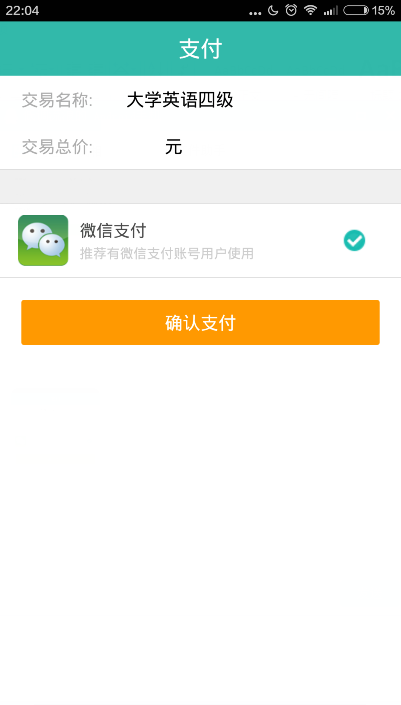 22:04
15%
支付
交易名称: 大学英语四级
交易总价: 元
微信支付
推荐有微信支付账号用户使用
确认支付